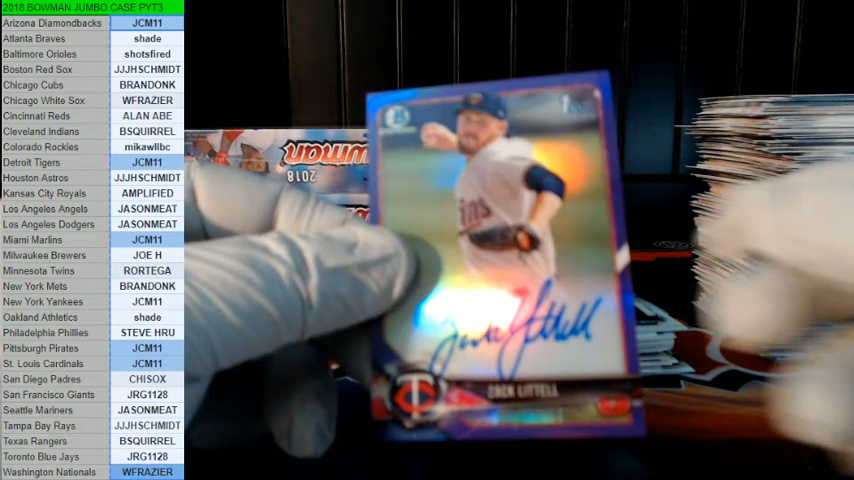 2018 BOWMAN JUMBO CASE PYT3
Arizona Diamondbacks JCM11
Atlanta Braves shade
Baltimore Orioles shotsfired
Boston Red Sox JJJHSCHMIDT
Chicago Cubs BRANDONK
Chicago White Sox WFRAZIER
Cincinnati Reds ALAN ABE
Cleveland Indians BSQUIRREL
Colorado Rockies mikawllbc
Detroit Tigers JCM11
Houston Astros JJJHSCHMIDT
Kansas City Royals AMPLIFIED
Los Angeles Angels JASONMEAT
Los Angeles Dodgers JASONMEAT
Miami Marlins JCM11
Milwaukee Brewers JOE H
Minnesota Twins RORTEGA
New York Mets BRANDONK
New York Yankees JCM11
Oakland Athletics shade
Philadelphia Phillies STEVE HRU
Pittsburgh Pirates JCM11
St. Louis Cardinals JCM11
San Diego Padres CHISOX
San Francisco Giants JRG1128
Seattle Mariners JASONMEAT
Tampa Bay Rays JJJHSCHMIDT
Texas Rangers BSQUIRREL
Toronto Blue Jays JRG1128
Washington Nationals WFRAZIER
Bowman
2018
ZACK LITTELL